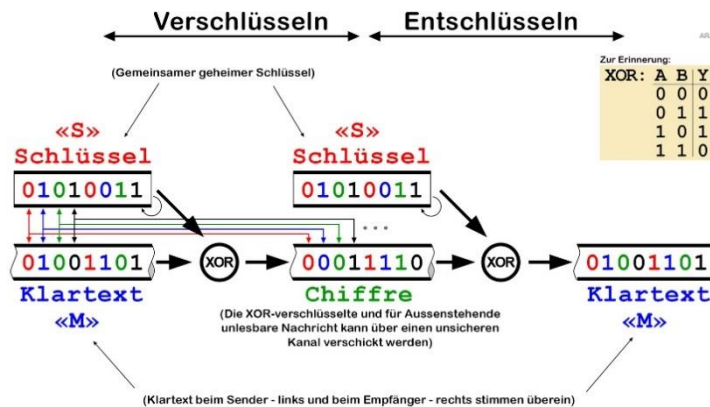 Verschlüsseln Entschlüsseln
Zur Erinnerung:
XOR: A B Y
0 0 0
0 1 1
1 0 1
1 1 0
(Gemeinsamer geheimer Schlüssel)
«S» «S»
Schlüssel Schlüssel
01010011 01010011
...
01001101 XOR 00011110 XOR 01001101
Klartext Chiffre Klartext
«M» «M»
(Die XOR-verschlüsselte und für Aussenstehende
unlesbare Nachricht kann über einen unsicheren
Kanal verschickt werden)
(Klartext beim Sender - links und beim Empfänger - rechts stimmen überein)